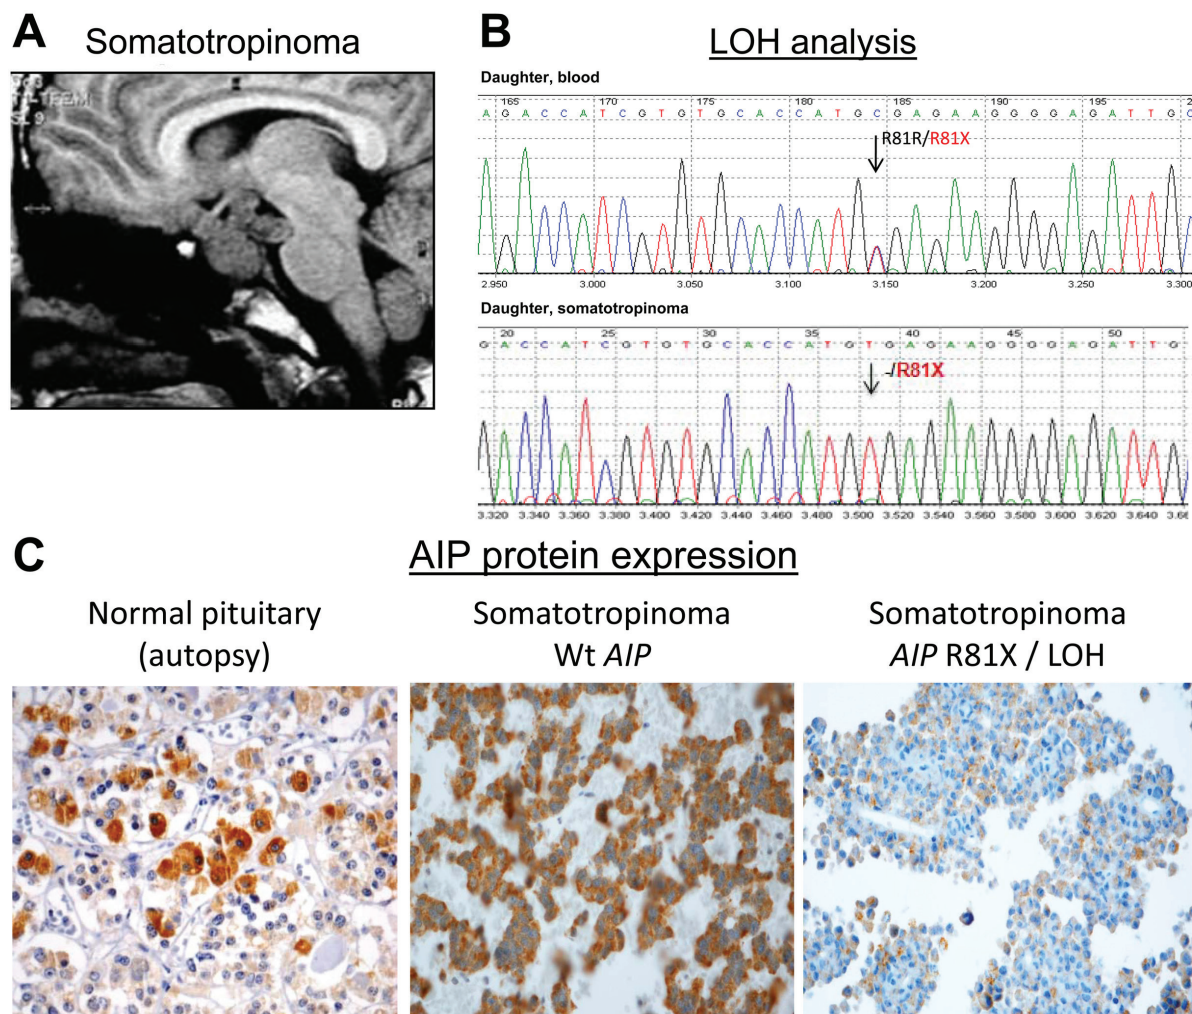 A
Somatotropinoma
SL 9
B
LOH analysis
Daughter, blood
165 170 175 180 185 190 195
A G A C C A T C G T G T G C A C C A T G C G A G A A G G G G A G A T T G C
R81R/R81X
2.950 3.000 3.050 3.100 3.150 3.200 3.250 3.300
Daughter, somatotropinoma
20 25 30 35 40 45 50
G A C C A T C G T G T G C A C C A T G T G A G A A G G G G A G A T T G
-/R81X
3.320 3.340 3.360 3.380 3.400 3.420 3.440 3.460 3.480 3.500 3.520 3.540 3.560 3.580 3.600 3.620 3.640
C
AIP protein expression
Normal pituitary
(autopsy)
Somatotropinoma
Wt AIP
Somatotropinoma
AIP R81X / LOH